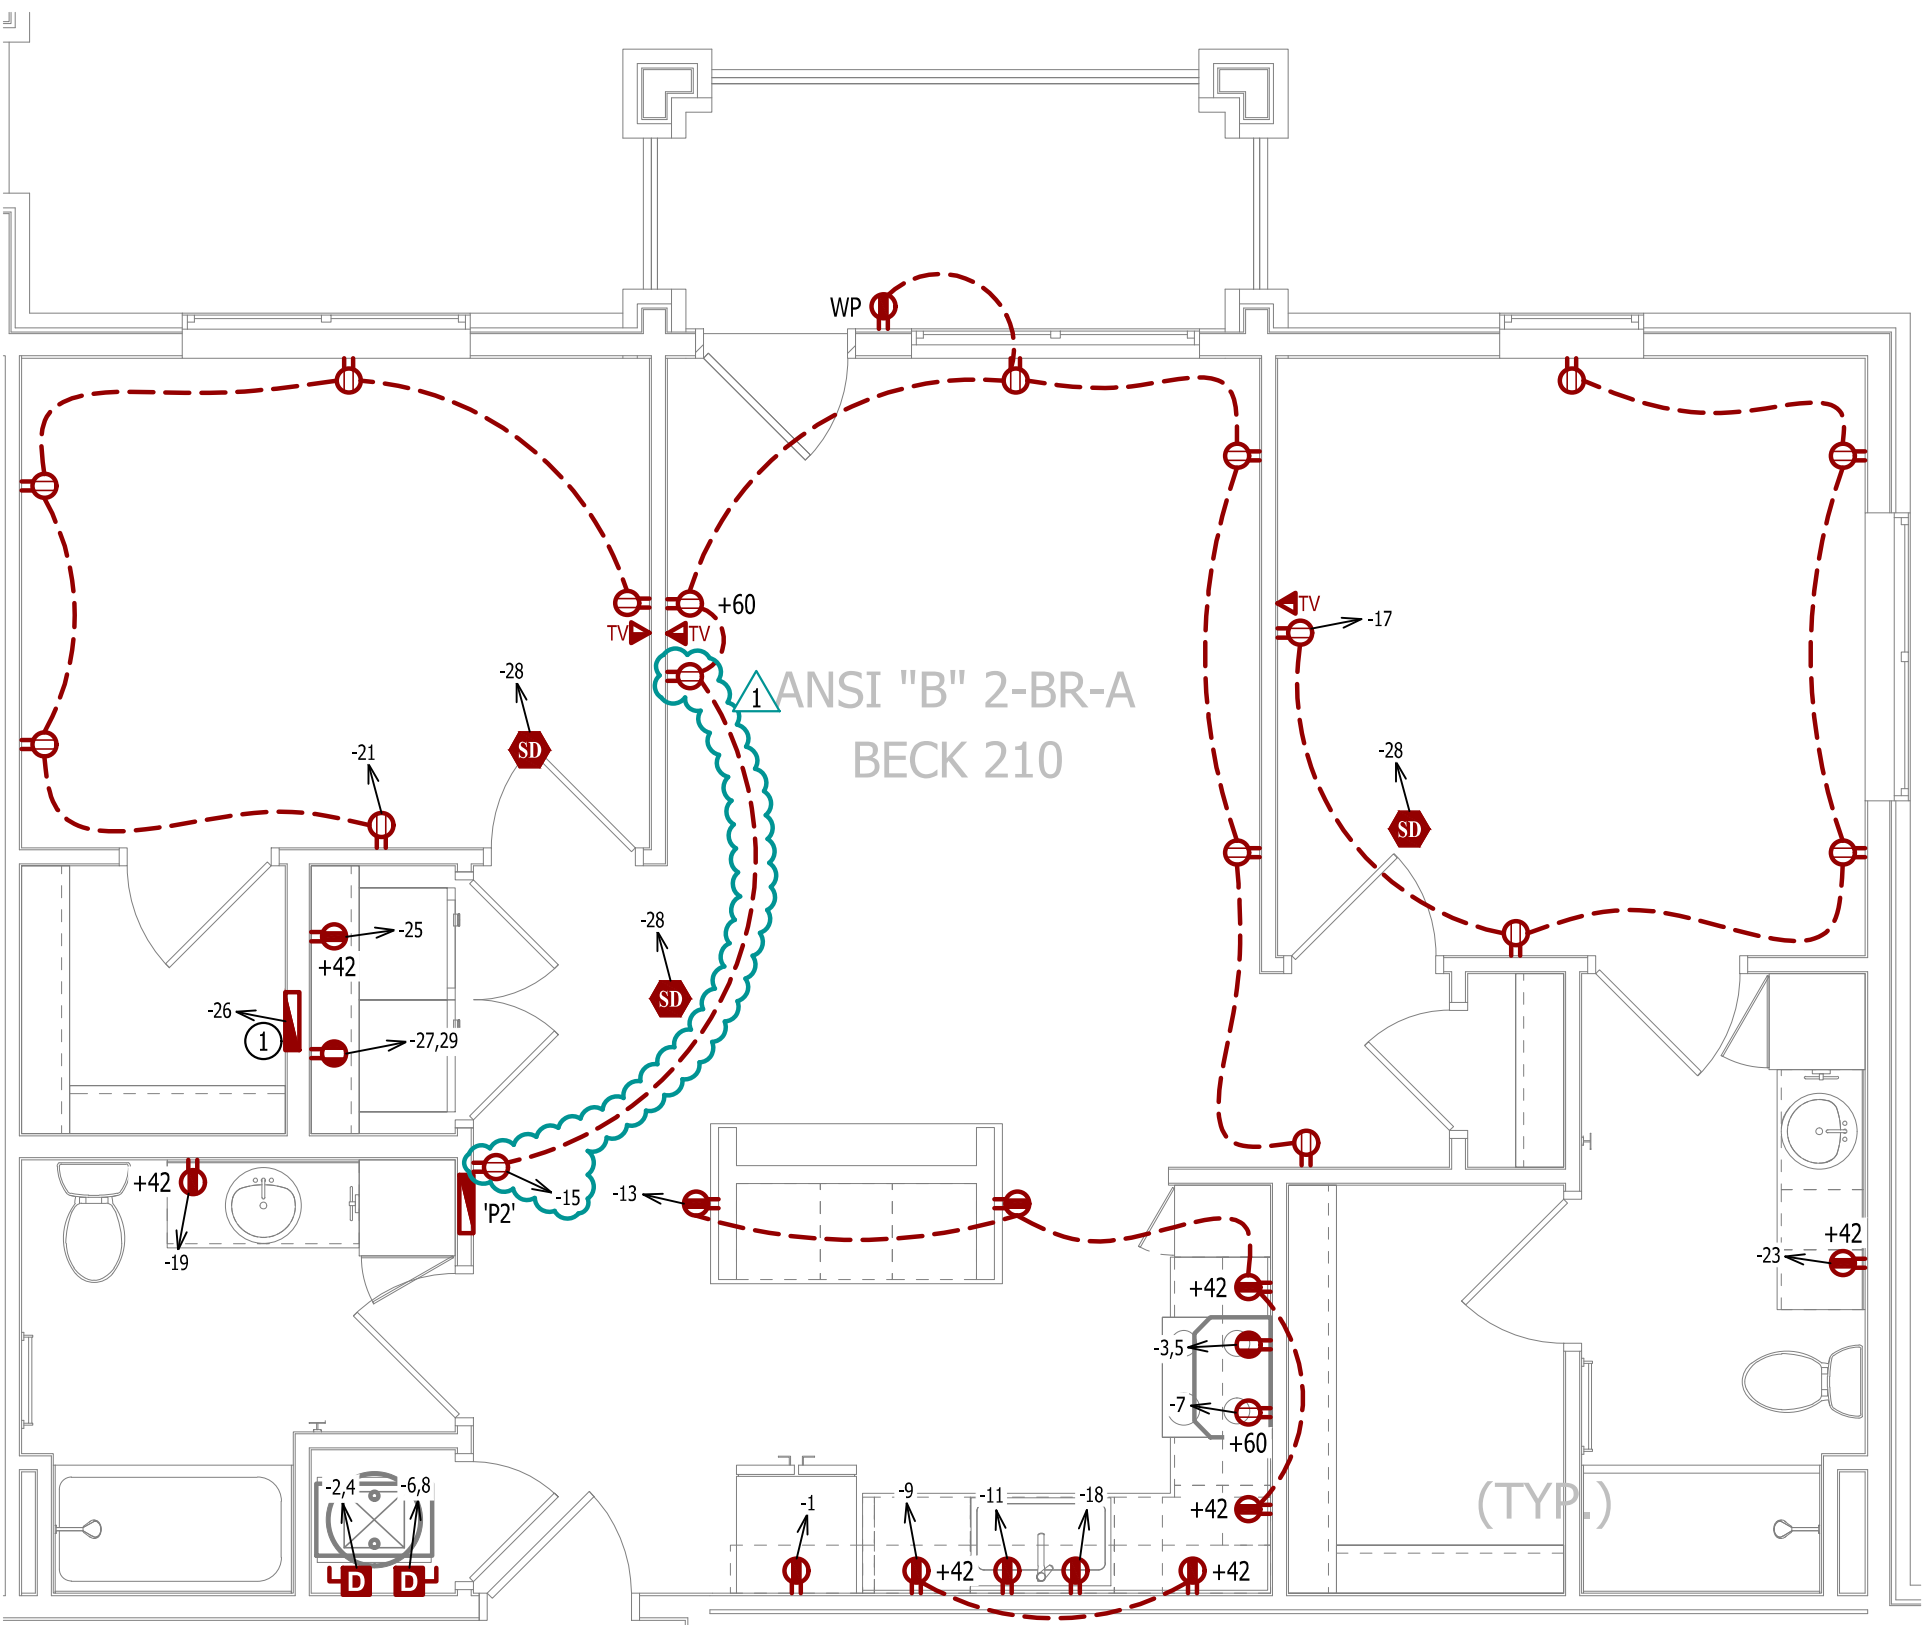 WP
+60
TV
TV
TV
-17
1
ANSI "B" 2-BR-A
BECK 210
-28
SD
-21
-28
SD
-28
SD
-25
+42
-26
1
-27,29
+42
-19
'P2'
-15
-13
+42
-3,5
-7
+60
+42
-23
+42
(TYP.)
-2,4
-6,8
D
D
-1
-9
+42
-11
-18
+42